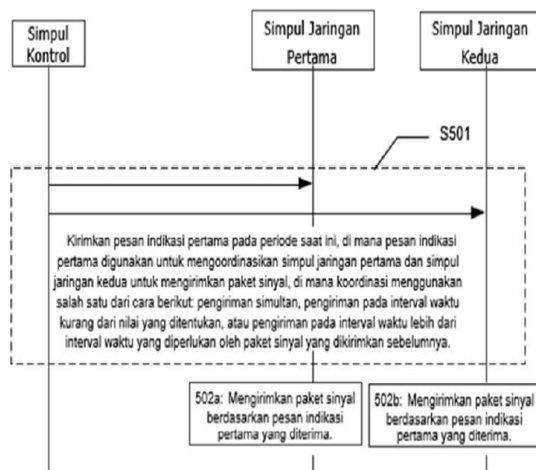 Simpul
Kontrol
Simpul Jaringan
Pertama
Simpul Jaringan
Kedua
S501
Kirimkan pesan indikasi pertama pada periode saat ini, di mana pesan indikasi
pertama digunakan untuk mengoordinasikan simpul jaringan pertama dan simpul
jaringan kedua untuk mengirimkan paket sinyal, di mana koordinasi menggunakan
salah satu dari cara berikut: pengiriman simultan, pengiriman pada interval waktu
kurang dari nilai yang ditentukan, atau pengiriman pada interval waktu lebih dari
interval waktu yang diperlukan oleh paket sinyal yang dikirimkan sebelumnya.
502a: Mengirimkan paket sinyal
berdasarkan pesan indikasi
pertama yang diterima.
502b: Mengirimkan paket sinyal
berdasarkan pesan indikasi
pertama yang diterima.